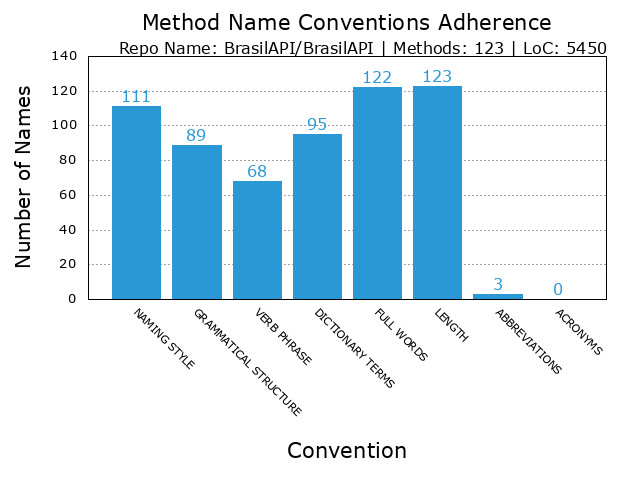 Method Name Conventions Adherence
Repo Name: BrasilAPI/BrasilAPI | Methods: 123 | LoC: 5450
Number of Names
140
120
100
80
60
40
20
0
111
89
68
95
122
123
3
0
NAMING STYLE
GRAMMATICAL STRUCTURE
VERB PHRASE
DICTIONARY TERMS
FULL WORDS
LENGTH
ABBREVIATIONS
ACRONYMS
Convention